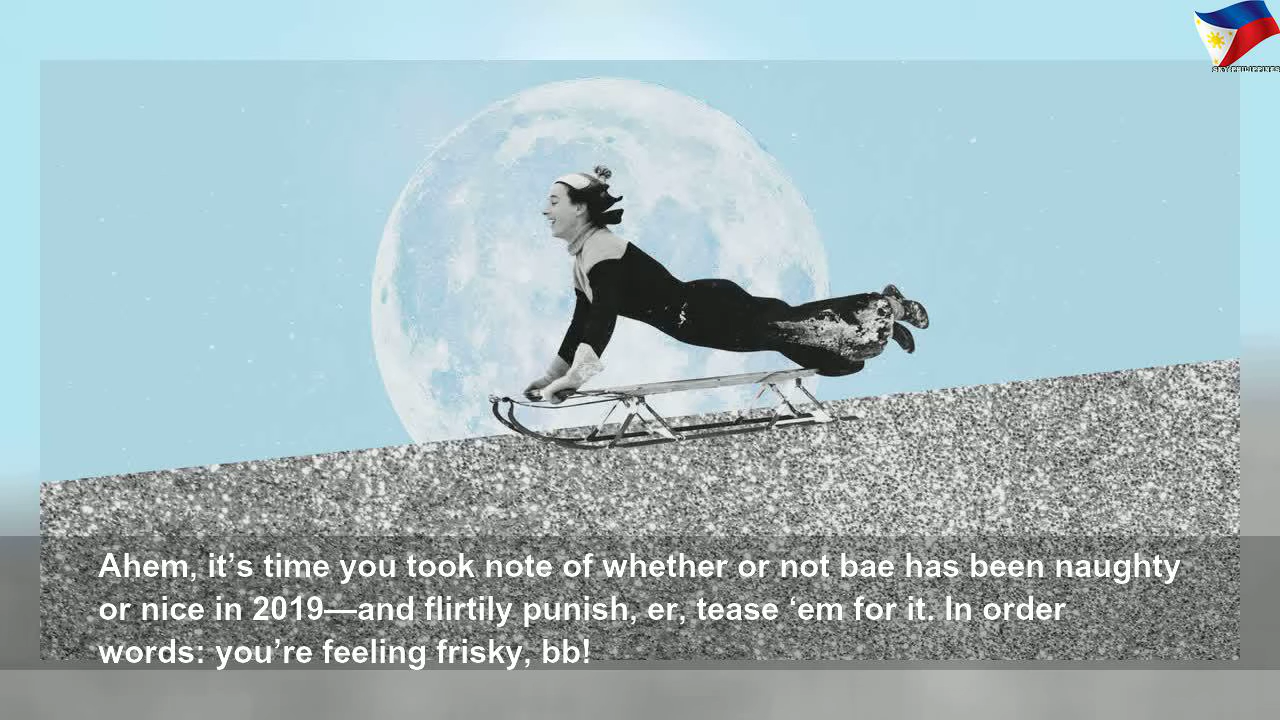 SKYPHILIPPINES
Ahem, it’s time you took note of whether or not bae has been naughty
or nice in 2019—and flirtily punish, er, tease ‘em for it. In order
words: you’re feeling frisky, bb!